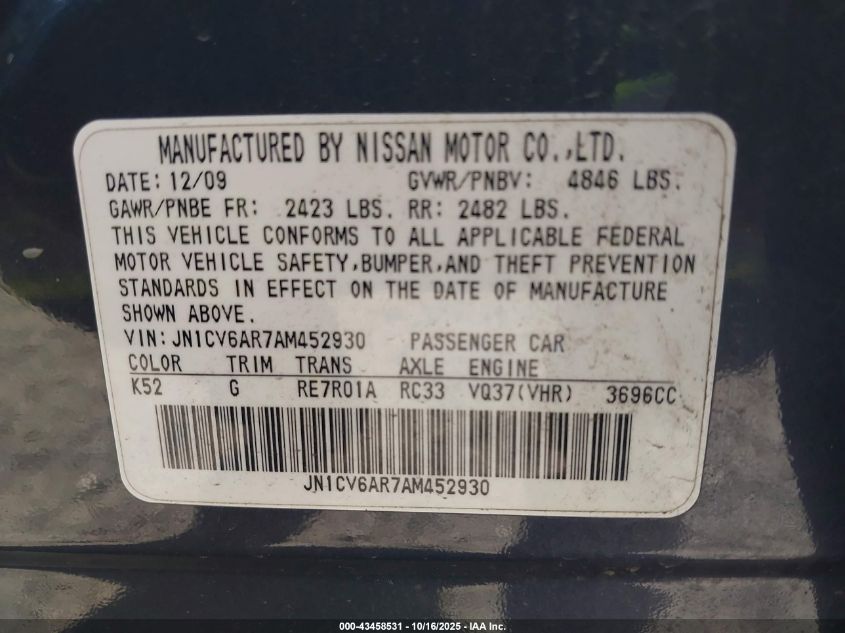 MANUFACTURED BY NISSAN MOTOR CO.,LTD.
DATE: 12/09 GVWR/PNBV: 4846 LBS.
GAWR/PNBE FR: 2423 LBS. RR: 2482 LBS.
THIS VEHICLE CONFORMS TO ALL APPLICABLE FEDERAL
MOTOR VEHICLE SAFETY,BUMPER,AND THEFT PREVENTION
STANDARDS IN EFFECT ON THE DATE OF MANUFACTURE
SHOWN ABOVE.
VIN: JN1CV6AR7AM452930 PASSENGER CAR
COLOR TRIM TRANS AXLE ENGINE
K52 G RE7R01A RC33 VQ37(VHR) 3696CC
JN1CV6AR7AM452930
000-43458531 - 10/16/2025 - IAA Inc.